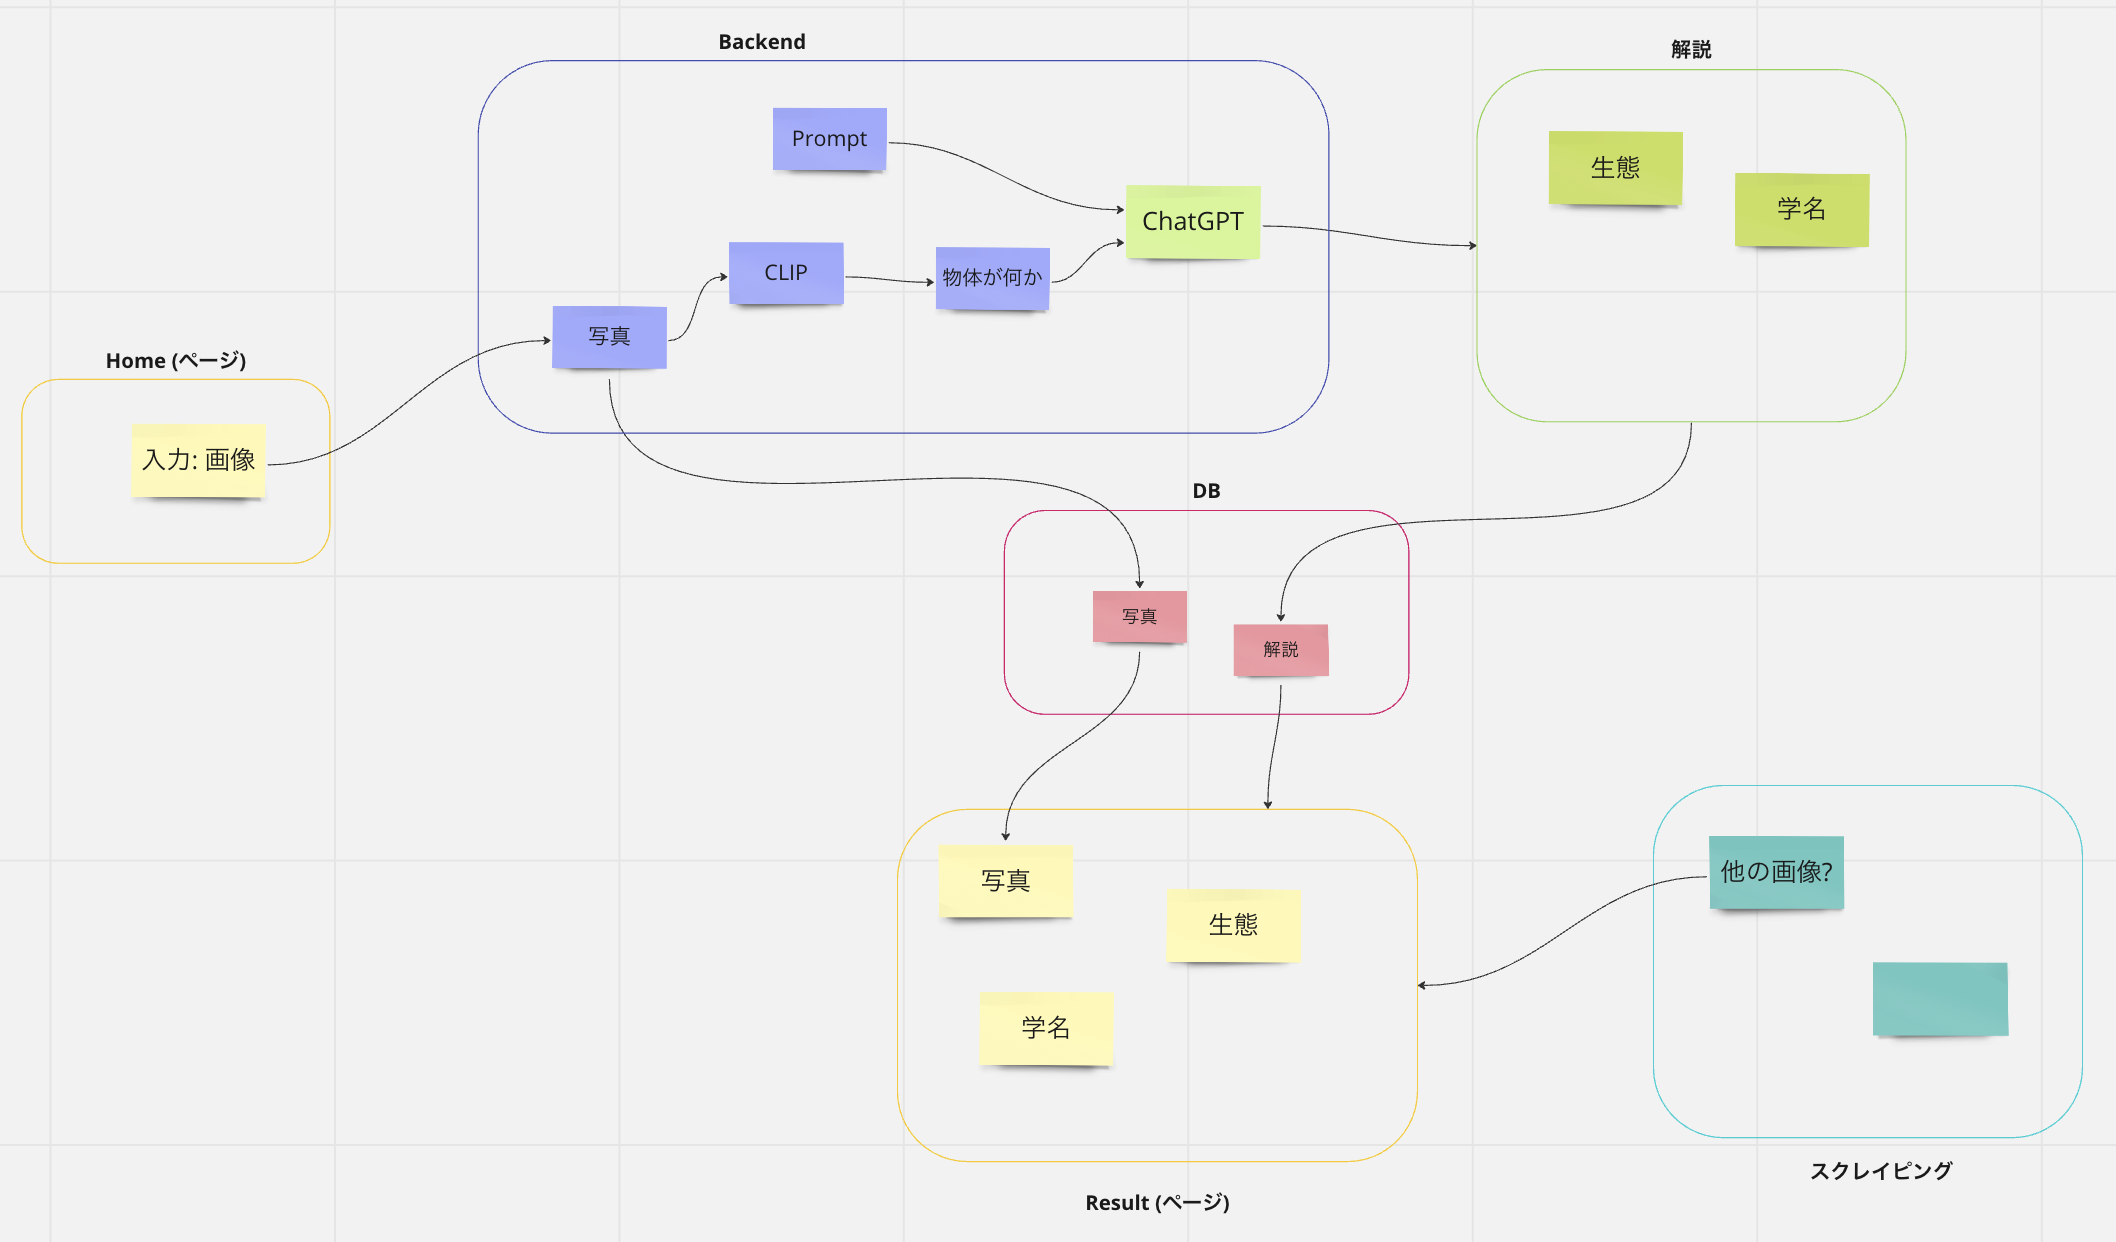 Backend
Prompt
ChatGPT
CLIP
物体が何か
写真
解説
生態
学名
Home (ページ)
入力: 画像
DB
写真
解説
写真
生態
学名
Result (ページ)
他の画像?
スクレイピング